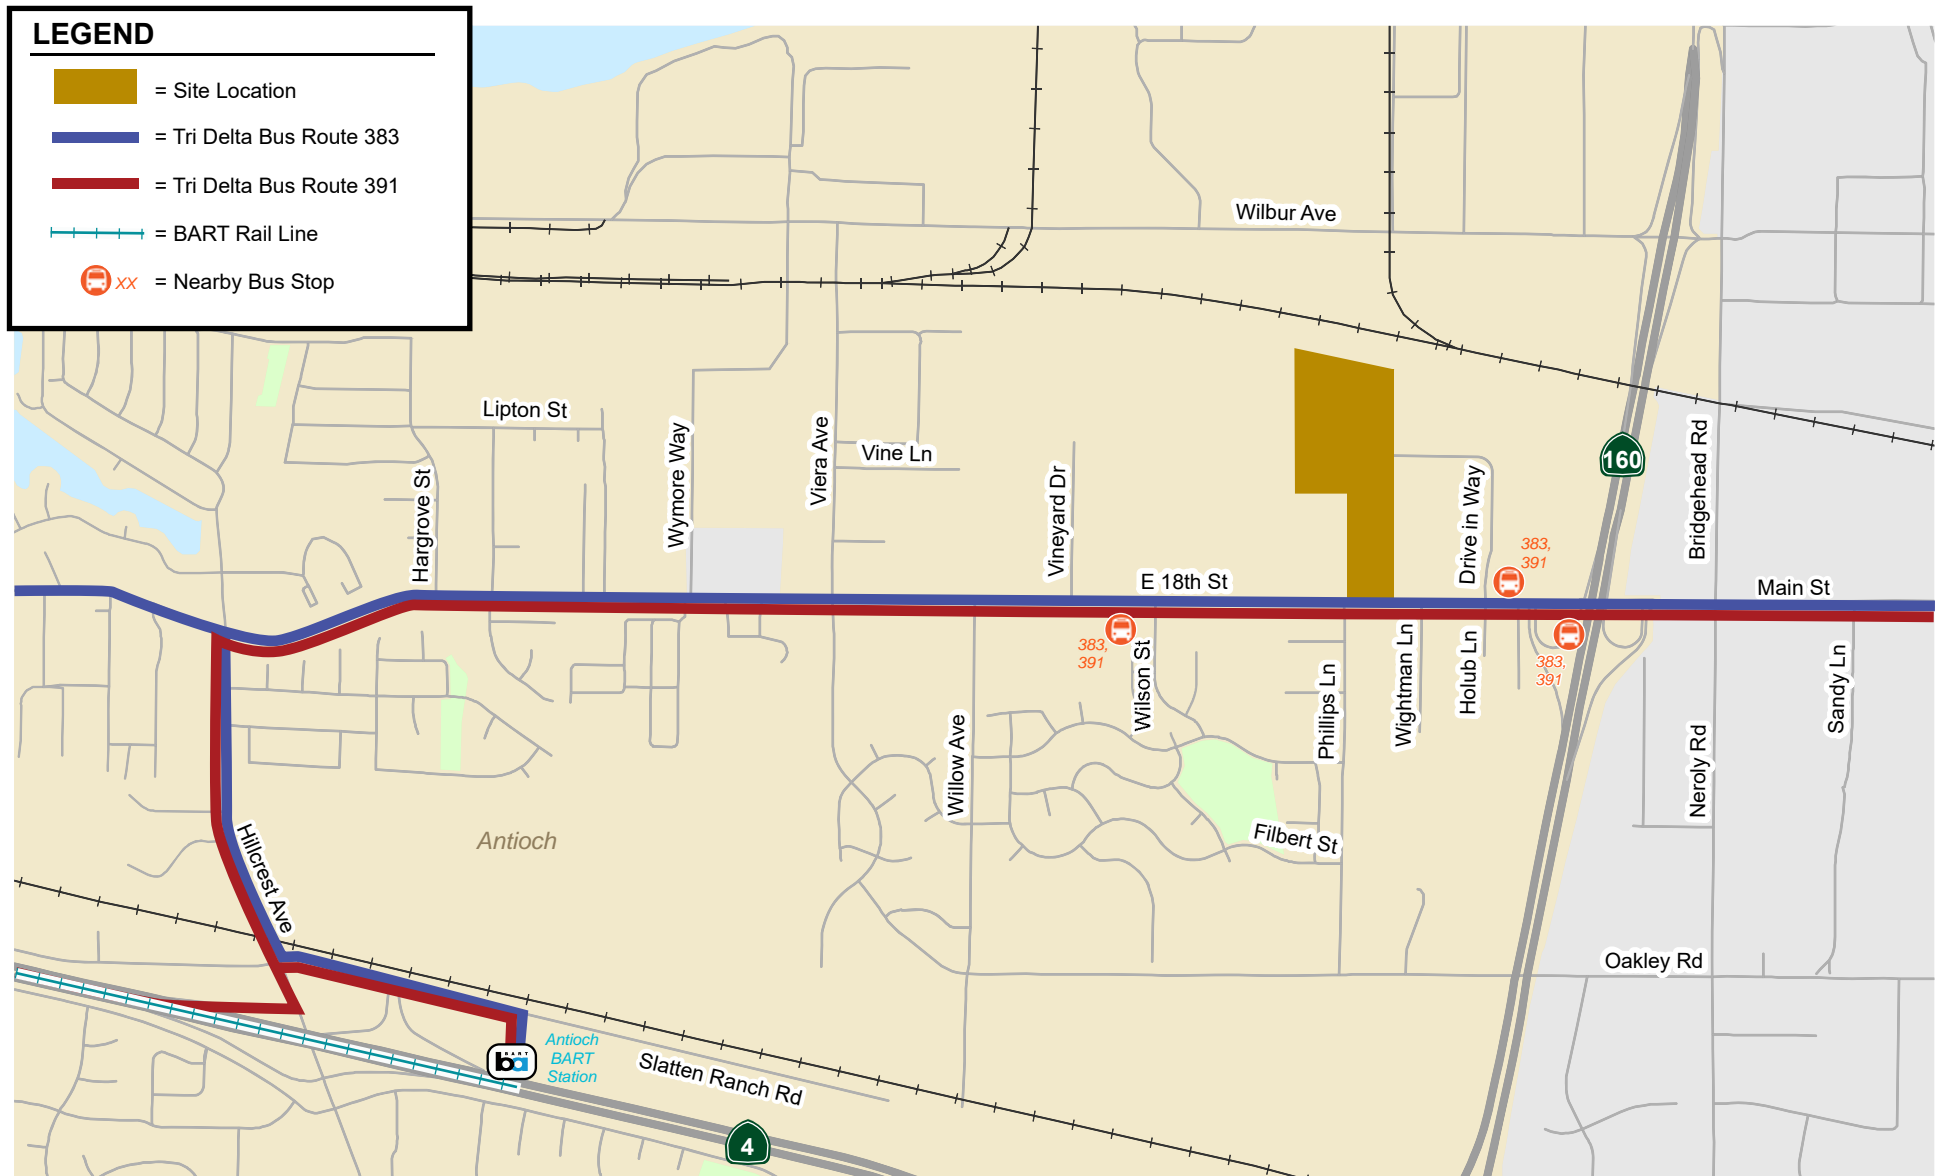 LEGEND
= Site Location
= Tri Delta Bus Route 383
= Tri Delta Bus Route 391
= BART Rail Line
XX = Nearby Bus Stop
Wilbur Ave
Lipton St
Hargrove St
Wymore Way
Viera Ave
Vine Ln
Vineyard Dr
Drive in Way
160
Bridgehead Rd
383,
391
E 18th St
Main St
383,
391
Wilson St
Phillips Ln
Wightman Ln
Holub Ln
383,
391
Sandy Ln
Willow Ave
Neroly Rd
Filbert St
Antioch
Hillcrest Ave
Oakley Rd
BART
ba
Antioch
BART
Station
Slatten Ranch Rd
4